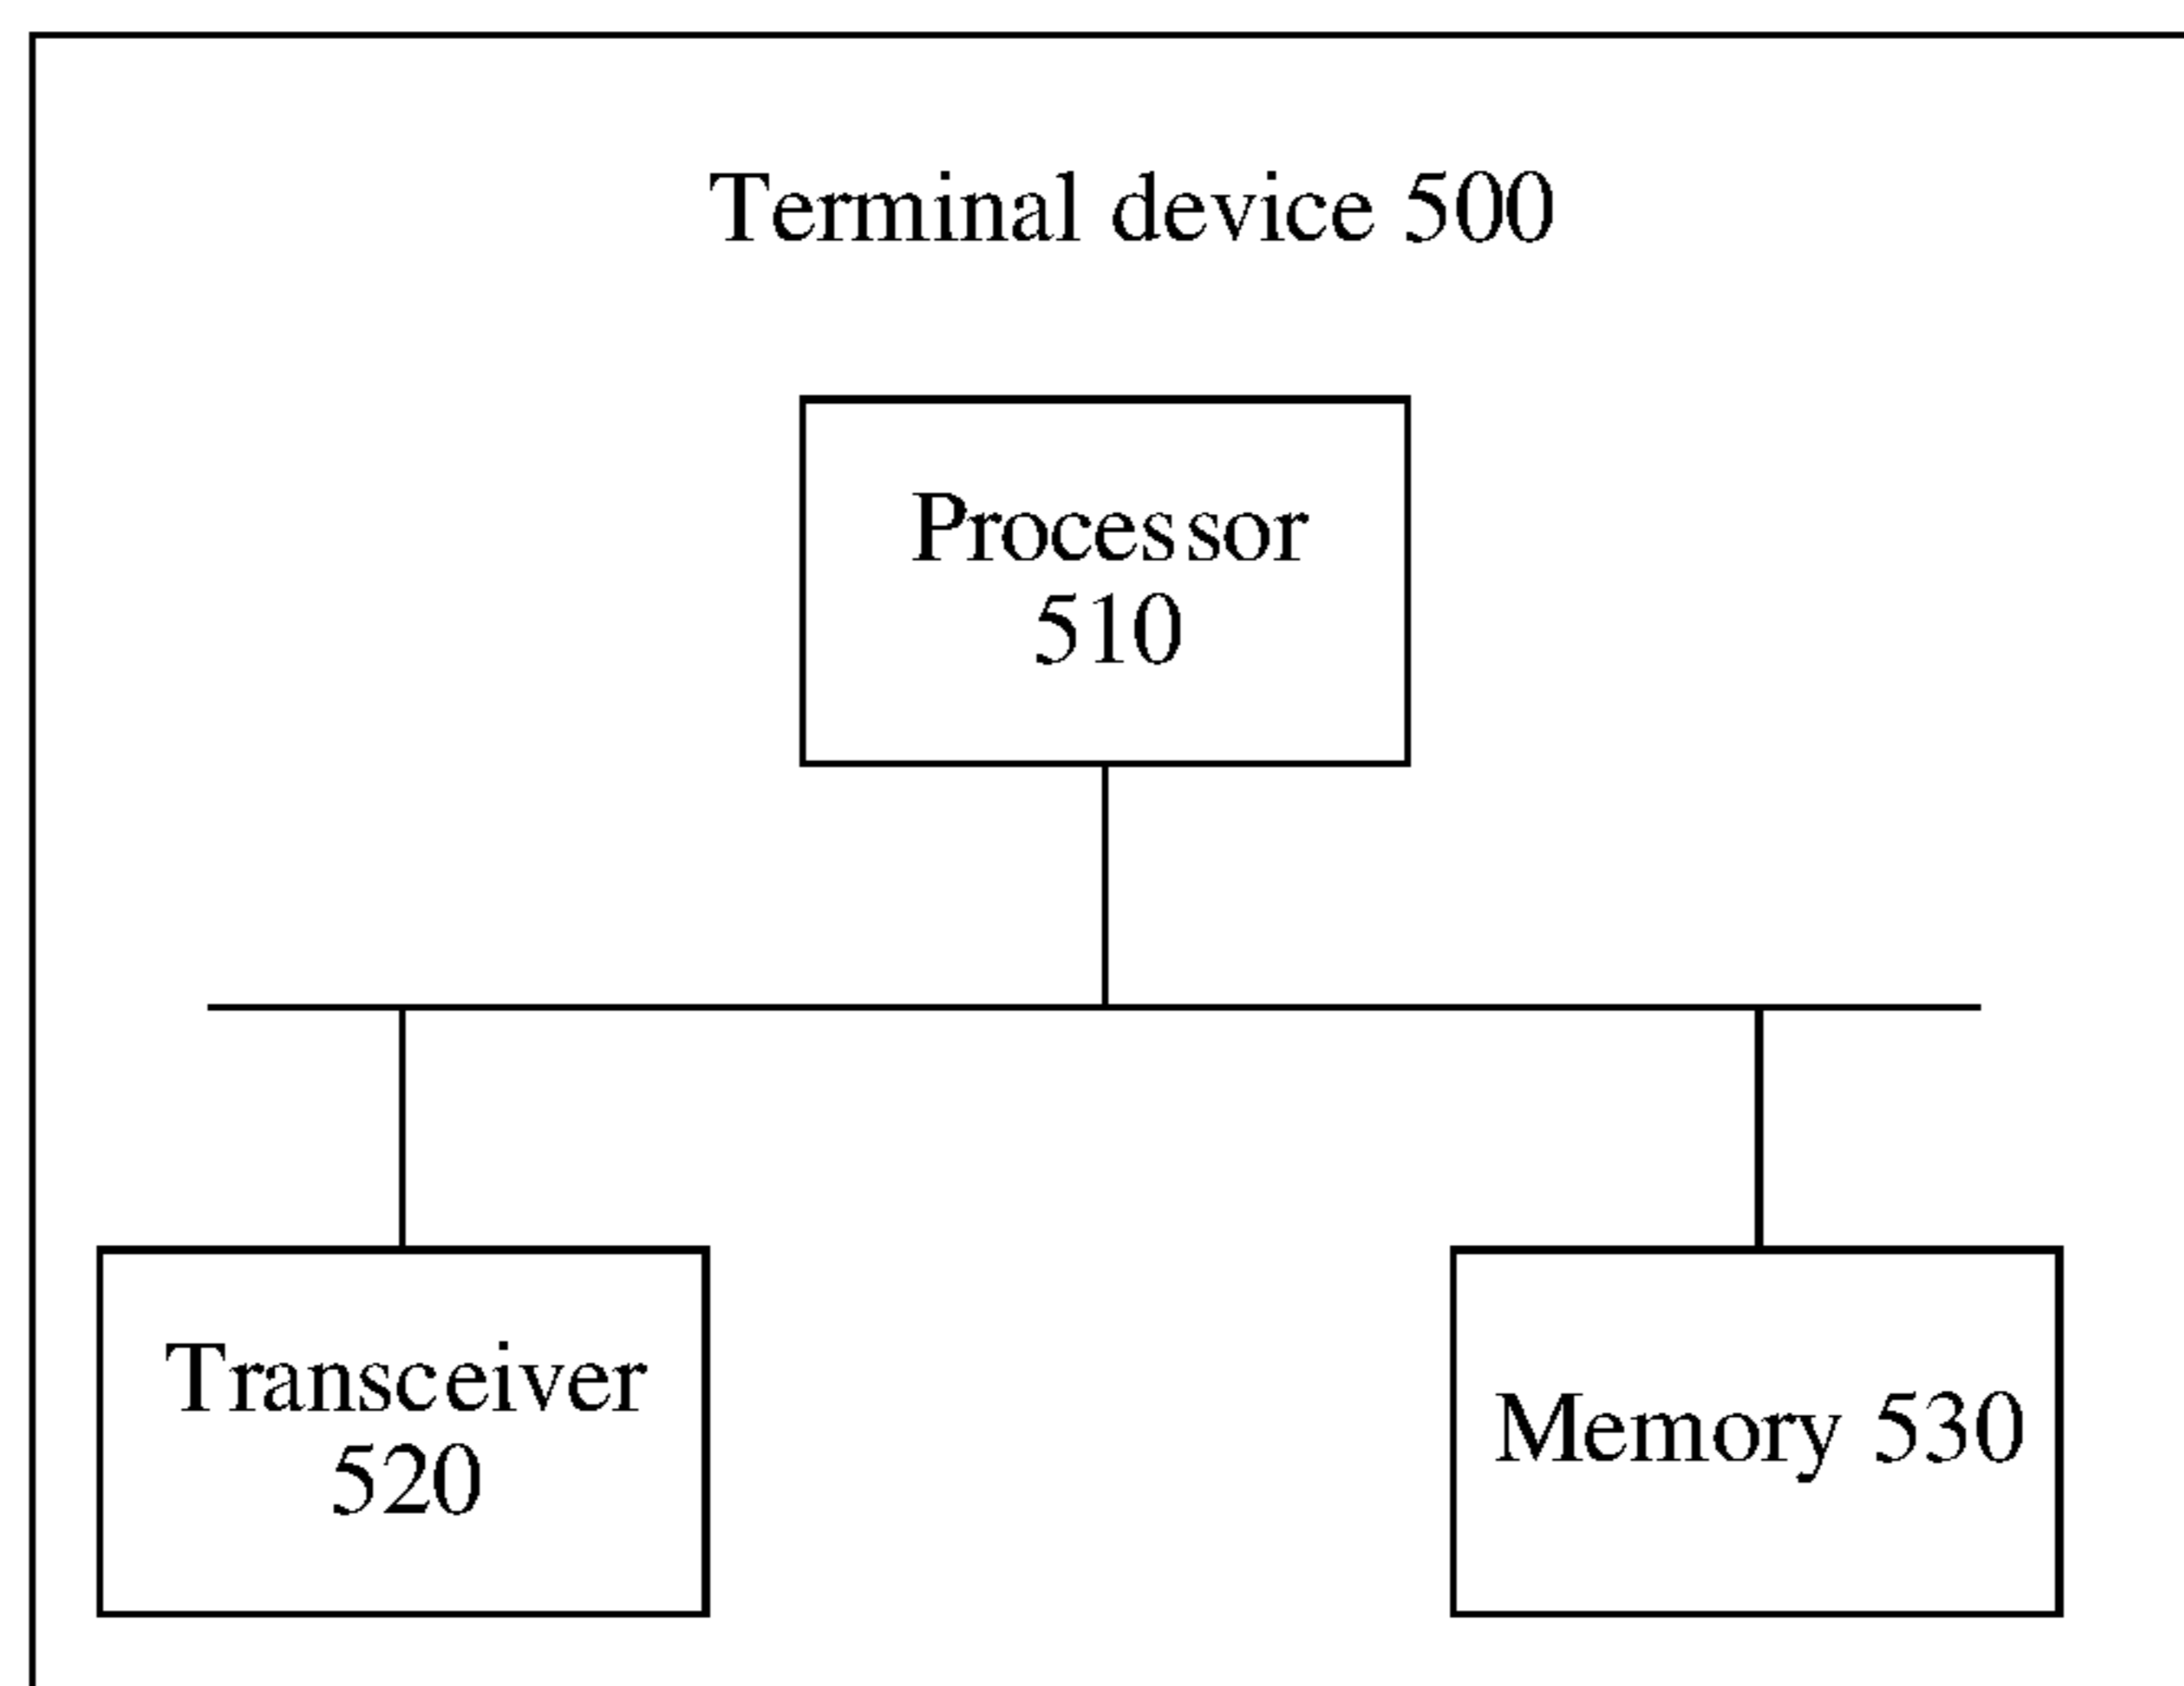 Terminal device 500
Processor
510
Transceiver
520
Memory 530